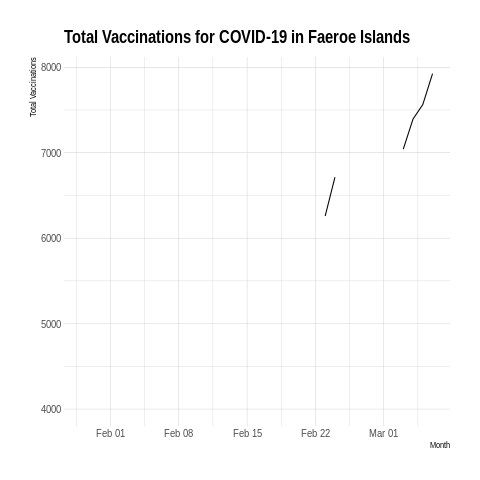 Total Vaccinations for COVID-19 in Faeroe Islands
Total Vaccinations
8000
7000
6000
5000
4000
Feb 01
Feb 08
Feb 15
Feb 22
Mar 01
Month